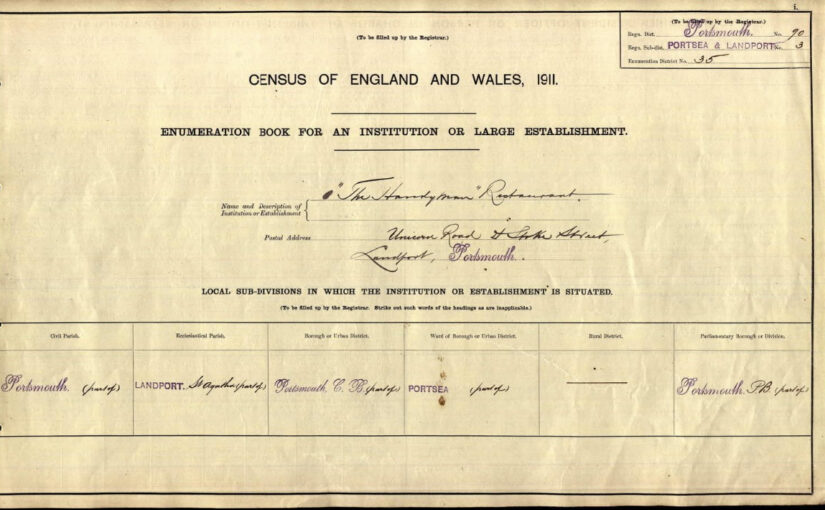 i.
(To be filled up by the Registrar.)
(To be filled up by the Registrar.)
Regn. Dist. Portsmouth. No. 90
Regn. Sub-dist. PORTSEA & LANDPORT No. 3
Enumeration District No. 35
CENSUS OF ENGLAND AND WALES, 1911.
ENUMERATION BOOK FOR AN INSTITUTION OR LARGE ESTABLISHMENT.
Name and Description of Institution or Establishment "The Handyman" Restaurant.
Postal Address Unicorn Road & Stoke Street,
Landport, Portsmouth.
LOCAL SUB-DIVISIONS IN WHICH THE INSTITUTION OR ESTABLISHMENT IS SITUATED.
(To be filled up by the Registrar. Strike out such words of the headings as are inapplicable.)
Civil Parish. Ecclesiastical Parish. Borough or Urban District. Ward of Borough or Urban District. Rural District. Parliamentary Borough or Division.
Portsmouth. (part of) LANDPORT. St Agatha (part of) Portsmouth, C. B. (part of) PORTSEA (part of) Portsmouth. P.B. (part of)